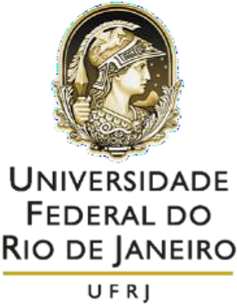 UNIVERSIDADE
FEDERAL DO
RIO DE JANEIRO
UFRJ